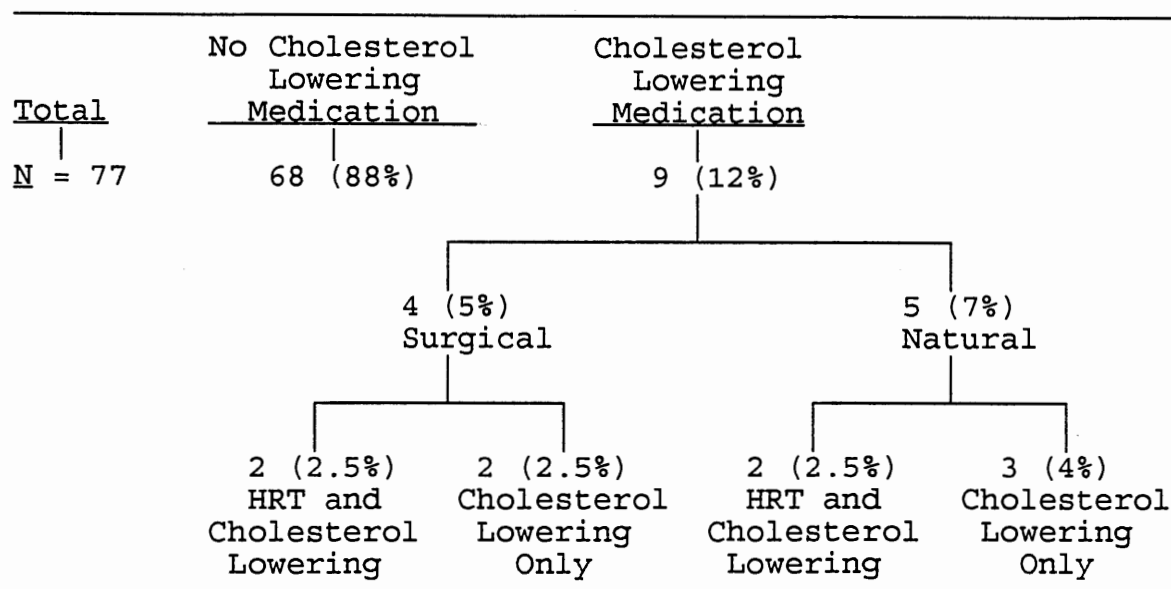 No Cholesterol Cholesterol
Lowering Lowering
Total Medication Medication
N = 77 68 (88%) 9 (12%)
4 (5%) 5 (7%)
Surgical Natural
2 (2.5%) 2 (2.5%) 2 (2.5%) 3 (4%)
HRT and Cholesterol HRT and Cholesterol
Cholesterol Lowering Cholesterol Lowering
Lowering Only Lowering Only